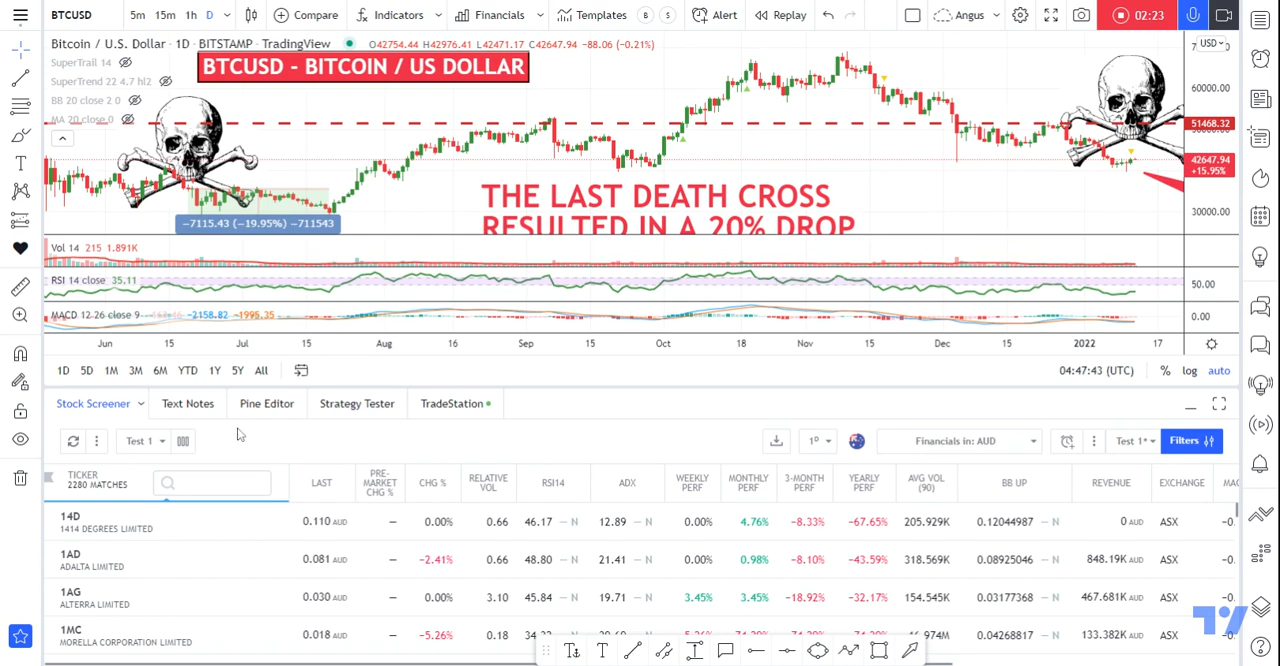 BTCUSD 5m 15m 1h D Compare Indicators Financials Templates B S Alert Replay Angus 02:23
Bitcoin / U.S. Dollar · 1D · BITSTAMP · TradingView O42754.44 H42976.41 L42471.17 C42647.94 −88.06 (−0.21%) USD
SuperTrail 14
SuperTrend 22 4.7 hl2
BB 20 close 2 0
MA 20 close 0
BTCUSD - BITCOIN / US DOLLAR
60000.00
51468.32
42647.94
+15.95%
30000.00
THE LAST DEATH CROSS
RESULTED IN A 20% DROP
−7115.43 (−19.95%) −711543
Vol 14 215 1.891K
RSI 14 close 35.11 50.00
MACD 12 26 close 9 −2158.82 −1995.35 0.00
Jun 15 Jul 15 Aug 16 Sep 15 Oct 18 Nov 15 Dec 15 2022 17
1D 5D 1M 3M 6M YTD 1Y 5Y All 04:47:43 (UTC) % log auto
Stock Screener Text Notes Pine Editor Strategy Tester TradeStation
Test 1 1D Financials in: AUD Test 1* Filters
TICKER
2280 MATCHES
LAST PRE-MARKET CHG % CHG % RELATIVE VOL RSI14 ADX WEEKLY PERF MONTHLY PERF 3-MONTH PERF YEARLY PERF AVG VOL (90) BB UP REVENUE EXCHANGE
14D 0.110 AUD — 0.00% 0.66 46.17 — N 12.89 — N 0.00% 4.76% −8.33% −67.65% 205.929K 0.12044987 — N 0 AUD ASX
1414 DEGREES LIMITED
1AD 0.081 AUD — −2.41% 0.66 48.80 — N 21.41 — N 0.00% 0.98% −8.10% −43.59% 318.569K 0.08925046 — N 848.19K AUD ASX
ADALTA LIMITED
1AG 0.030 AUD — 0.00% 3.10 45.84 — N 19.71 — N 3.45% 3.45% −18.92% −32.17% 154.545K 0.03177368 — N 467.681K AUD ASX
ALTERRA LIMITED
1MC 0.018 AUD — −5.26% 0.18 0.04268817 — N 133.382K AUD ASX
MORELLA CORPORATION LIMITED